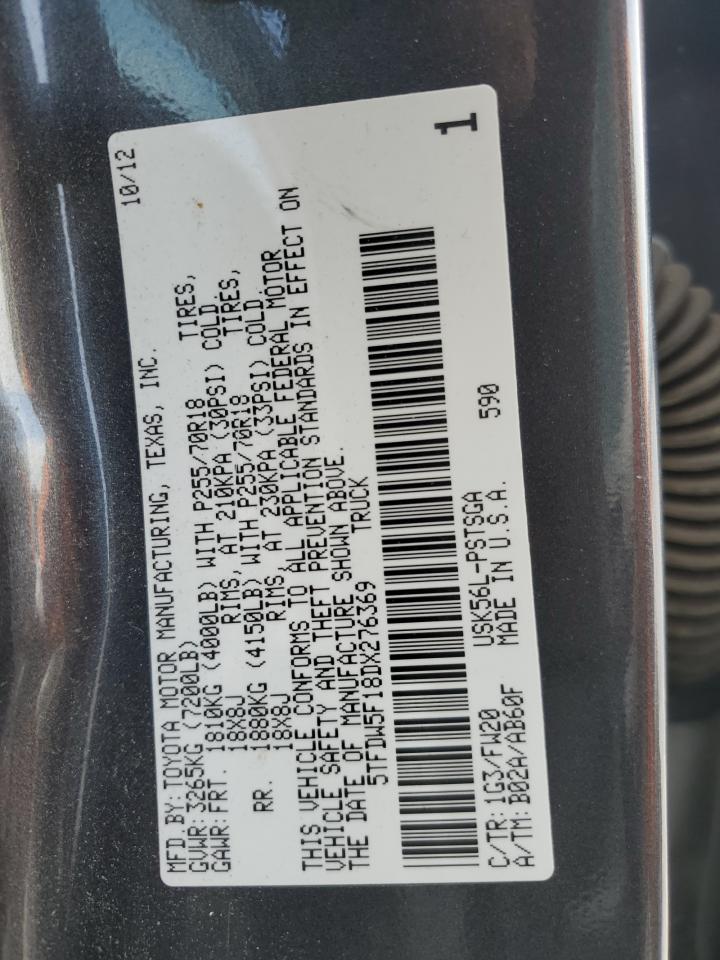 10/12
MFD.BY:TOYOTA MOTOR MANUFACTURING, TEXAS, INC.
GVWR:3265KG (7200LB)
GAWR:FRT. 1810KG (4000LB) WITH P255/70R18 TIRES,
18X8J RIMS, AT 210KPA (30PSI) COLD
RR. 1880KG (4150LB) WITH P255/70R18 TIRES,
18X8J RIMS, AT 230KPA (33PSI) COLD.
THIS VEHICLE CONFORMS TO ALL APPLICABLE FEDERAL MOTOR
VEHICLE SAFETY AND THEFT PREVENTION STANDARDS IN EFFECT ON
THE DATE OF MANUFACTURE SHOWN ABOVE.
5TFDW5F18DX276369 TRUCK
C/TR:1G3/FW20 USK56L-PSTSGA 590
A/TM:B02A/AB60F MADE IN U.S.A.
1